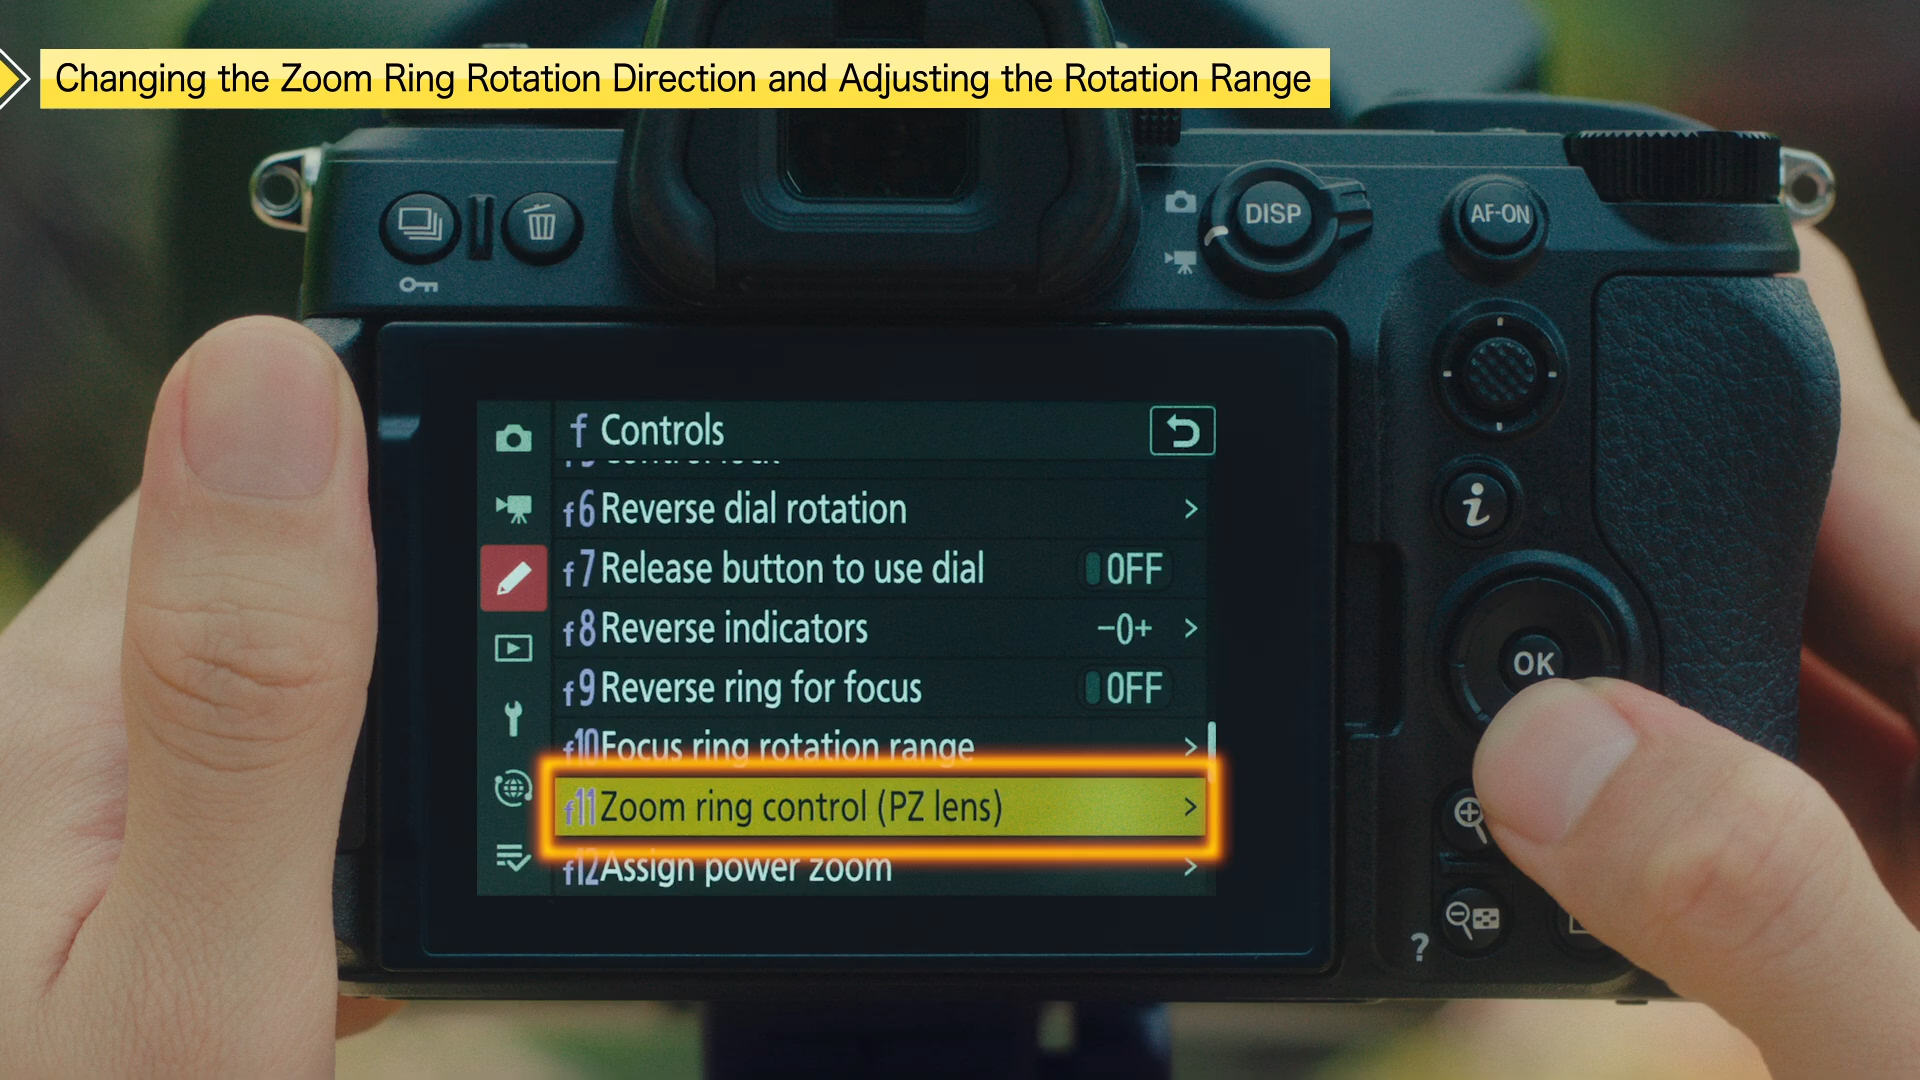 Changing the Zoom Ring Rotation Direction and Adjusting the Rotation Range
DISP
AF-ON
f Controls
f6 Reverse dial rotation
f7 Release button to use dial OFF
f8 Reverse indicators −0+
f9 Reverse ring for focus OFF
f10 Focus ring rotation range
f11 Zoom ring control (PZ lens)
f12 Assign power zoom
i
OK
?